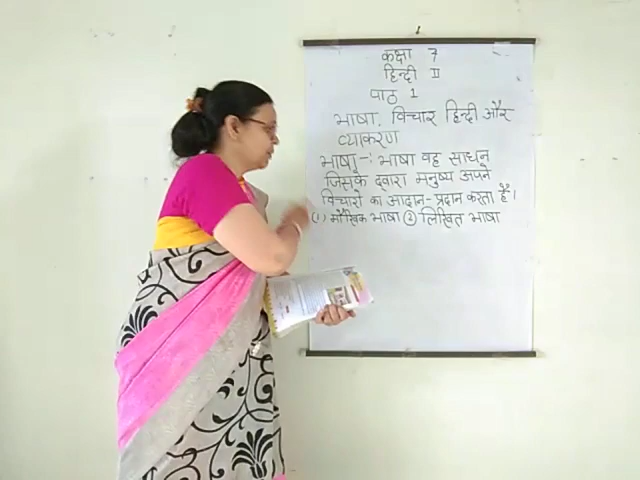 कक्षा 7
हिन्दी II
पाठ 1
भाषा, विचार हिन्दी और
व्याकरण
भाषा -: भाषा वह साधन
जिसके द्वारा मनुष्य अपने
विचारो का आदान-प्रदान करता है।
(1) मौखिक भाषा ② लिखित भाषा